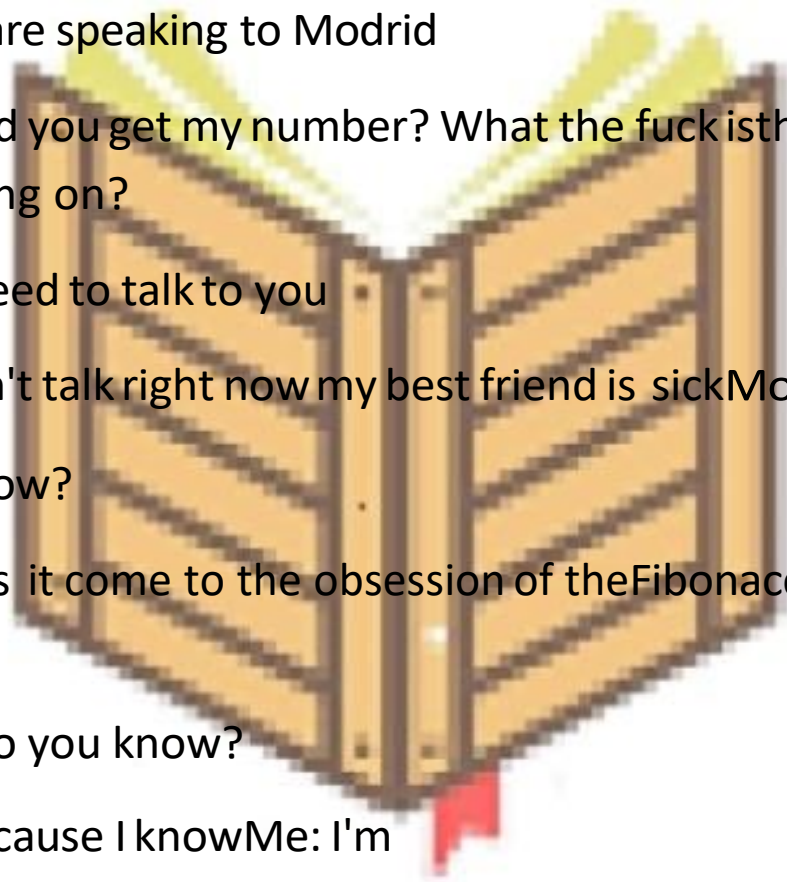 are speaking to Modrid
d you get my number? What the fuck isth
ng on?
eed to talk to you
't talk right now my best friend is sickMo
ow?
s it come to the obsession of theFibonacc
o you know?
cause I knowMe: I'm